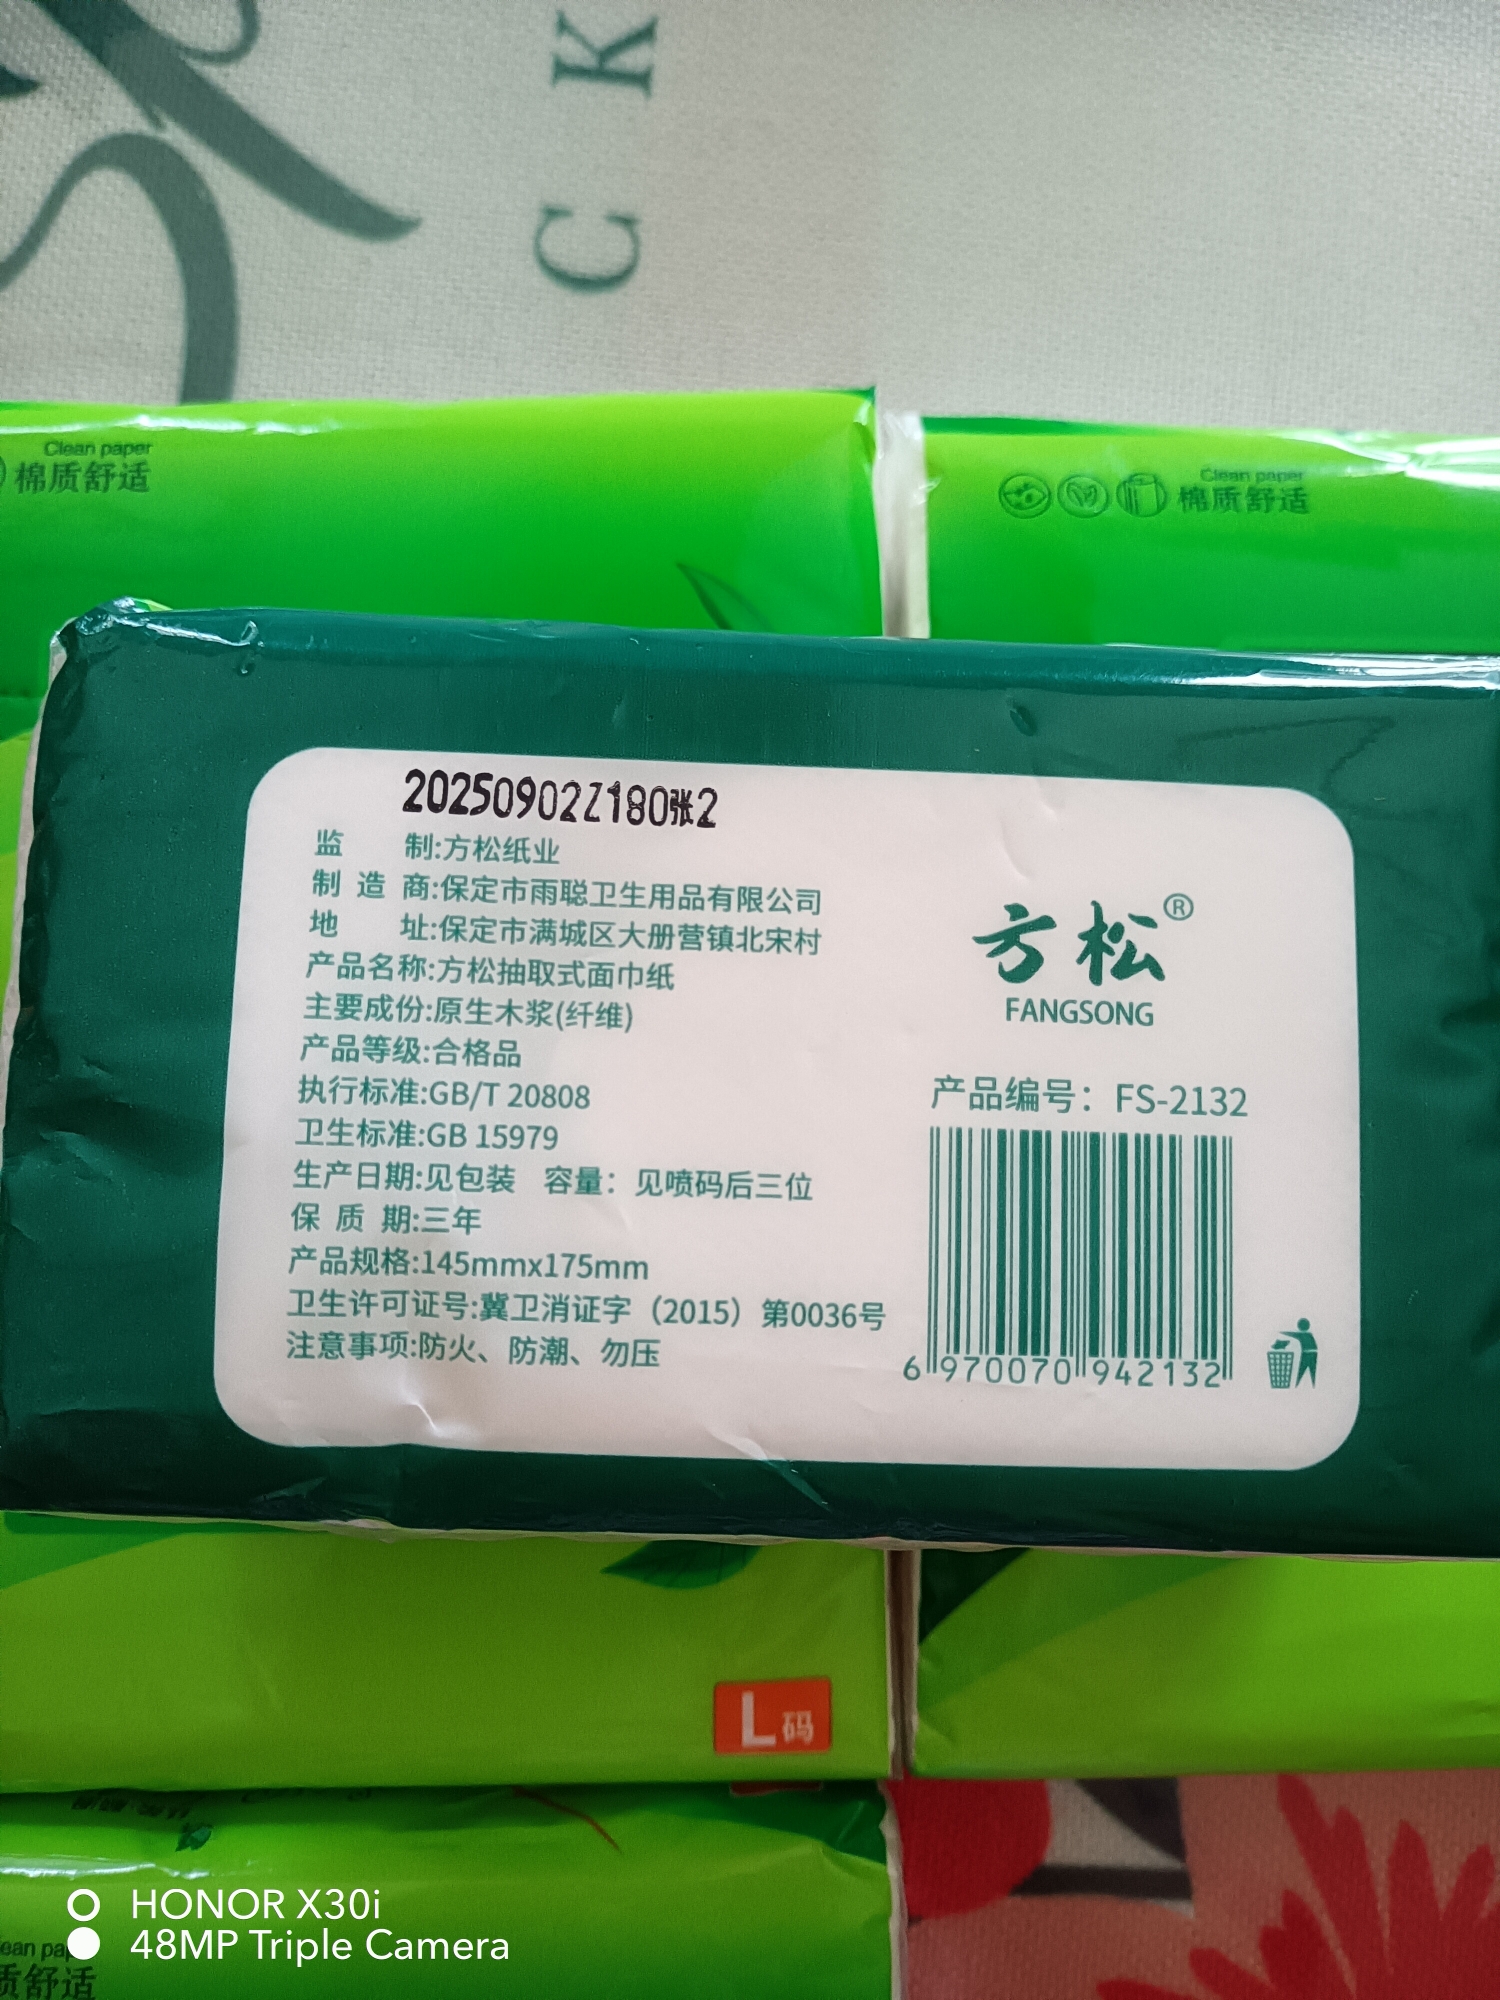 C K
Clean paper
棉质舒适
Clean paper
棉质舒适
20250902Z180张2
监 制:方松纸业
制 造 商:保定市雨聪卫生用品有限公司
地 址:保定市满城区大册营镇北宋村
产品名称:方松抽取式面巾纸
主要成份:原生木浆(纤维)
产品等级:合格品
执行标准:GB/T 20808
卫生标准:GB 15979
生产日期:见包装 容量：见喷码后三位
保 质 期:三年
产品规格:145mmx175mm
卫生许可证号:冀卫消证字（2015）第0036号
注意事项:防火、防潮、勿压
方松®
FANGSONG
产品编号：FS-2132
6 970070 942132
L码
HONOR X30i
48MP Triple Camera
质舒适